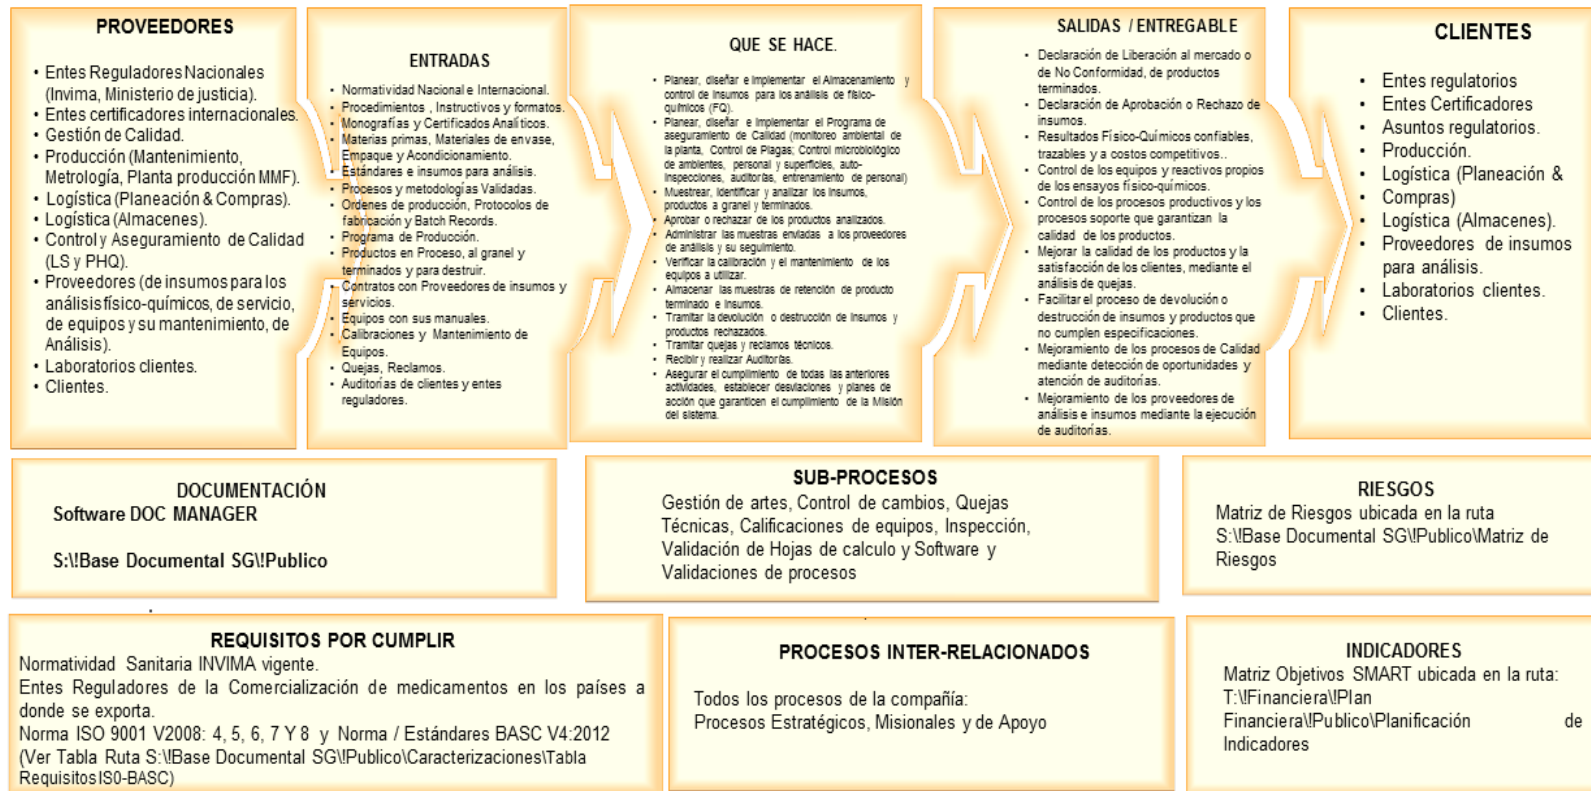 PROVEEDORES
• Entes Reguladores Nacionales
(Invima, Ministerio de justicia).
• Entes certificadores internacionales.
• Gestión de Calidad.
• Producción (Mantenimiento,
Metrología, Planta producción MMF).
• Logística (Planeación & Compras).
• Logística (Almacenes).
• Control y Aseguramiento de Calidad
(LS y PHQ).
• Proveedores (de insumos para los
análisis físico-químicos, de servicio,
de equipos y su mantenimiento, de
Análisis).
• Laboratorios clientes.
• Clientes.
ENTRADAS
• Normatividad Nacional e Internacional.
• Procedimientos , Instructivos y formatos.
• Monografías y Certificados Analíticos.
• Materias primas, Materiales de envase,
Empaque y Acondicionamiento.
• Estándares e insumos para análisis.
• Procesos y metodologías Validadas.
• Ordenes de producción, Protocolos de
fabricación y Batch Records.
• Programa de Producción.
• Productos en Proceso, al granel y
terminados y para destruir.
• Contratos con Proveedores de insumos y
servicios.
• Equipos con sus manuales.
• Calibraciones y Mantenimiento de
Equipos.
• Quejas, Reclamos.
• Auditorías de clientes y entes
reguladores.
QUE SE HACE.
• Planear, diseñar e Implementar el Almacenamiento y
control de Insumos para los análisis de físico-
químicos (FQ).
• Planear, diseñar e Implementar el Programa de
aseguramiento de Calidad (monitoreo ambiental de
la planta, Control de Plagas; Control microbiológico
de ambientes, personal y superficies, auto-
Inspecciones, auditorías, entrenamiento de personal)
• Muestrear, Identificar y analizar los Insumos,
productos a granel y terminados.
• Aprobar o rechazar de los productos analizados.
• Administrar las muestras enviadas a los proveedores
de análisis y su seguimiento.
• Verificar la calibración y el mantenimiento de los
equipos a utilizar.
• Almacenar las muestras de retención de producto
terminado e Insumos.
• Tramitar la devolución o destrucción de Insumos y
productos rechazados.
• Tramitar quejas y reclamos técnicos.
• Recibir y realizar Auditorías.
• Asegurar el cumplimiento de todas las anteriores
actividades, establecer desviaciones y planes de
acción que garanticen el cumplimiento de la Misión
del sistema.
SALIDAS / ENTREGABLE
• Declaración de Liberación al mercado o
de No Conformidad, de productos
terminados.
• Declaración de Aprobación o Rechazo de
insumos.
• Resultados Físico-Químicos confiables,
trazables y a costos competitivos..
• Control de los equipos y reactivos propios
de los ensayos físico-químicos.
• Control de los procesos productivos y los
procesos soporte que garantizan la
calidad de los productos.
• Mejorar la calidad de los productos y la
satisfacción de los clientes, mediante el
análisis de quejas.
• Facilitar el proceso de devolución o
destrucción de insumos y productos que
no cumplen especificaciones.
• Mejoramiento de los procesos de Calidad
mediante detección de oportunidades y
atención de auditorías.
• Mejoramiento de los proveedores de
análisis e insumos mediante la ejecución
de auditorías.
CLIENTES
• Entes regulatorios
• Entes Certificadores
• Asuntos regulatorios.
• Producción.
• Logística (Planeación &
• Compras)
• Logística (Almacenes).
• Proveedores de insumos
para análisis.
• Laboratorios clientes.
• Clientes.
DOCUMENTACIÓN
Software DOC MANAGER
S:\!Base Documental SG\!Publico
SUB-PROCESOS
Gestión de artes, Control de cambios, Quejas
Técnicas, Calificaciones de equipos, Inspección,
Validación de Hojas de calculo y Software y
Validaciones de procesos
RIESGOS
Matriz de Riesgos ubicada en la ruta
S:\!Base Documental SG\!Publico\Matriz de
Riesgos
REQUISITOS POR CUMPLIR
Normatividad Sanitaria INVIMA vigente.
Entes Reguladores de la Comercialización de medicamentos en los países a
donde se exporta.
Norma ISO 9001 V2008: 4, 5, 6, 7 Y 8 y Norma / Estándares BASC V4:2012
(Ver Tabla Ruta S:\!Base Documental SG\!Publico\Caracterizaciones\Tabla
Requisitos IS0-BASC)
PROCESOS INTER-RELACIONADOS
Todos los procesos de la compañía:
Procesos Estratégicos, Misionales y de Apoyo
INDICADORES
Matriz Objetivos SMART ubicada en la ruta:
T:\!Financiera\!Plan
Financiera\!Publico\Planificación de
Indicadores